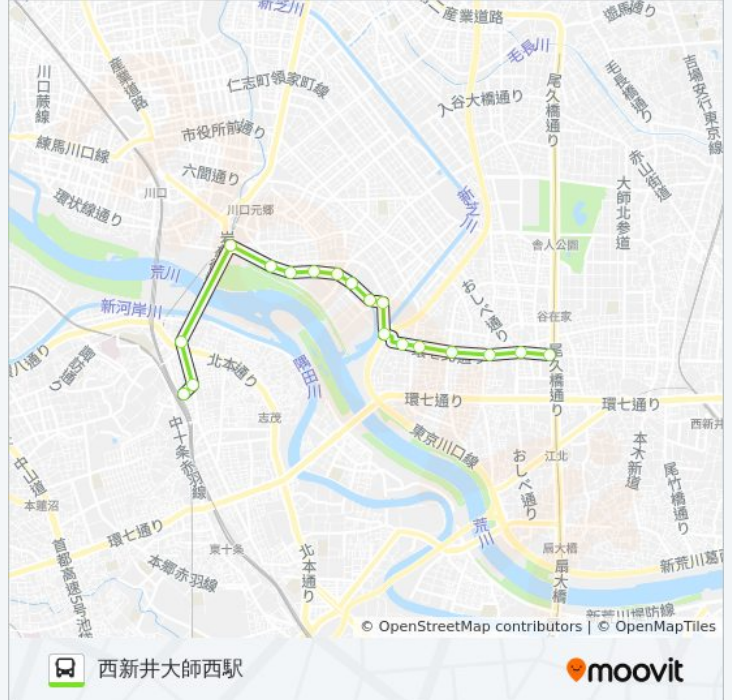 新芝川
産業道路
遊馬通り
毛長川
産業道路
川口蕨線
仁志町領家町線
尾久橋通り
毛長橋通り
吉場安行東京線
入谷大橋通り
市役所前通り
練馬川口線
六間通り
赤山街道
大師北参道
川口
環状線通り
川口元郷
新芝川
舎人公園
荒川
新河岸川
おしべ通り
谷在家
諏訪通り
北本通り
隅田川
尾久橋通り
環七通り
環七通り
志茂
中十条赤羽線
東京川口線
西新井
本木新道
中山道
おしべ通り
江北
尾竹橋通り
本蓮沼
環七通り
荒川
東十条
北本通り
扇大橋
本郷赤羽線
首都高速5号池
扇大橋
新荒川堤防線
© OpenStreetMap contributors | © OpenMapTiles
西新井大師西駅
moovit